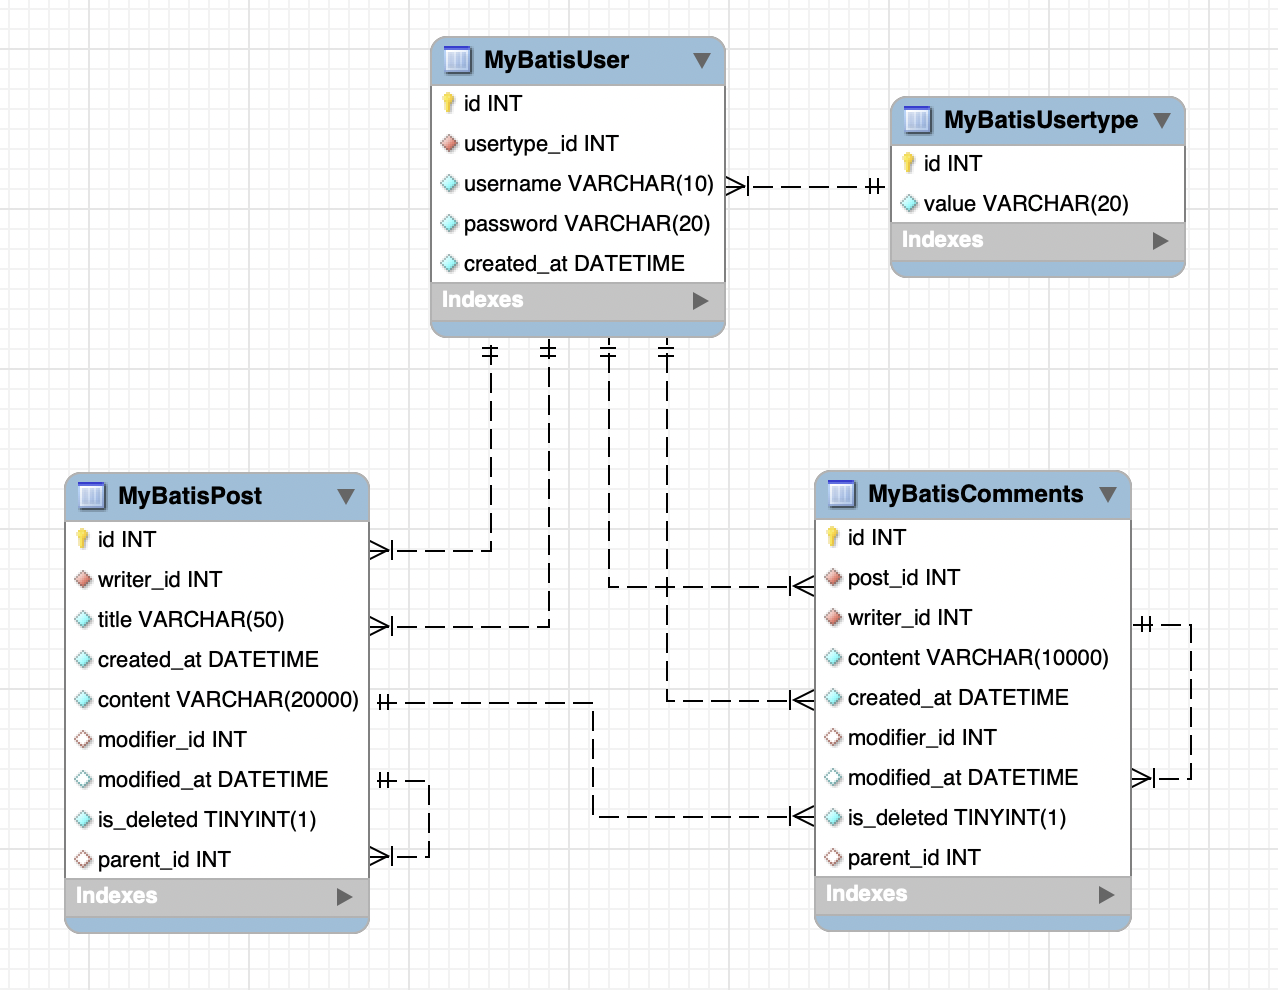 MyBatisUser
id INT
usertype_id INT
username VARCHAR(10)
password VARCHAR(20)
created_at DATETIME
Indexes
MyBatisUsertype
id INT
value VARCHAR(20)
Indexes
MyBatisPost
id INT
writer_id INT
title VARCHAR(50)
created_at DATETIME
content VARCHAR(20000)
modifier_id INT
modified_at DATETIME
is_deleted TINYINT(1)
parent_id INT
Indexes
MyBatisComments
id INT
post_id INT
writer_id INT
content VARCHAR(10000)
created_at DATETIME
modifier_id INT
modified_at DATETIME
is_deleted TINYINT(1)
parent_id INT
Indexes